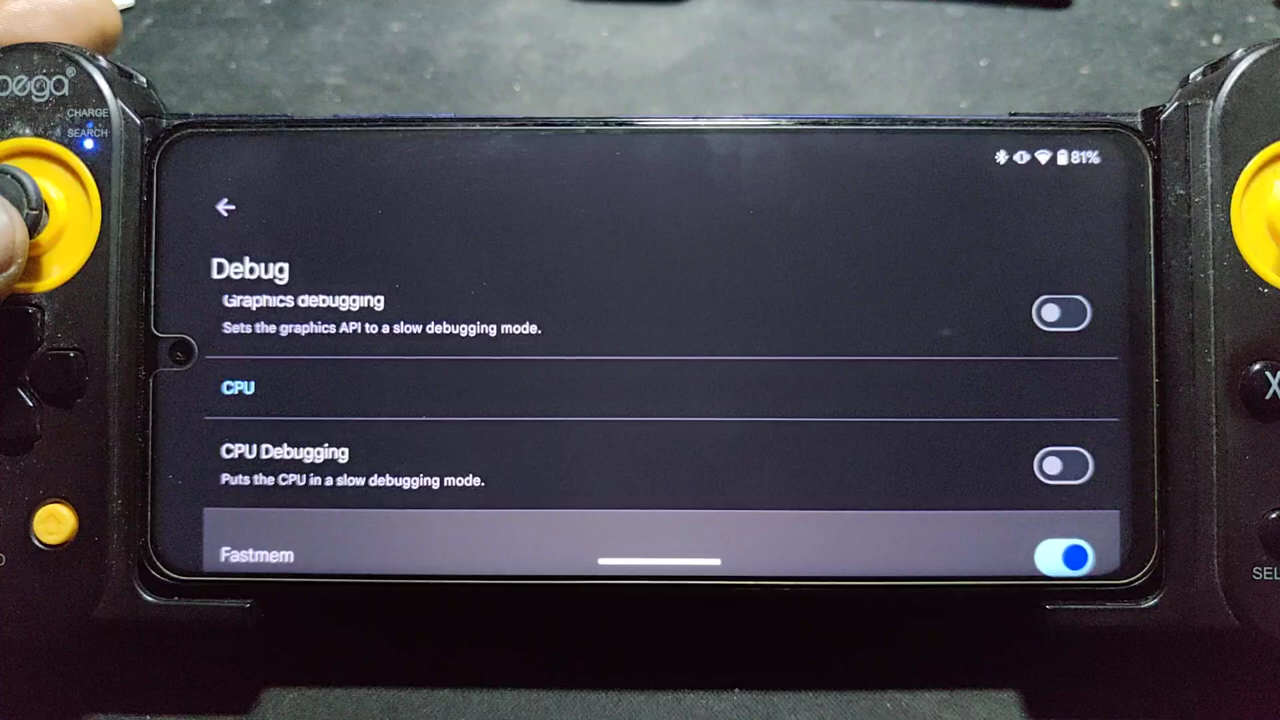 ipega®
CHARGE
SEARCH
81%
Debug
Graphics debugging
Sets the graphics API to a slow debugging mode.
CPU
CPU Debugging
Puts the CPU in a slow debugging mode.
X
Fastmem
SEL